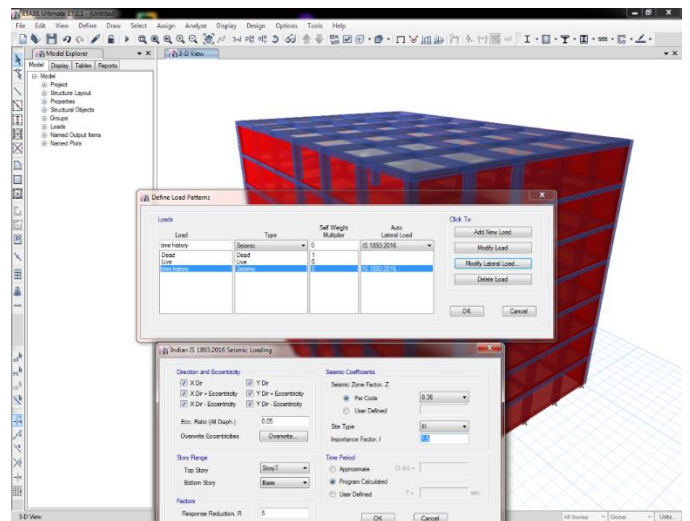 ETABS Ultimate 17.0.1 - (Untitled)
File Edit View Define Draw Select Assign Analyze Display Design Options Tools Help
Model Explorer
3-D View
Model Display Tables Reports
Model
Project
Structure Layout
Properties
Structural Objects
Groups
Loads
Named Output Items
Named Plots
Define Load Patterns
Loads
Click To:
Load Type Self Weight Multiplier Auto Lateral Load
time history Seismic 0 IS 1893:2016
Dead Dead 1
Live Live 0
time history Seismic 0 IS 1893:2016
Add New Load
Modify Load
Modify Lateral Load...
Delete Load
OK Cancel
Indian IS 1893:2016 Seismic Loading
Direction and Eccentricity
X Dir Y Dir
X Dir + Eccentricity Y Dir + Eccentricity
X Dir - Eccentricity Y Dir - Eccentricity
Ecc. Ratio (All Diaph.) 0.05
Overwrite Eccentricities Overwrite...
Story Range
Top Story Story7
Bottom Story Base
Factors
Response Reduction, R 5
Seismic Coefficients
Seismic Zone Factor, Z
Per Code 0.36
User Defined
Site Type III
Importance Factor, I
Time Period
Approximate Ct (m) =
Program Calculated
User Defined T = sec
OK Cancel
3-D View
All Stories Global Units...